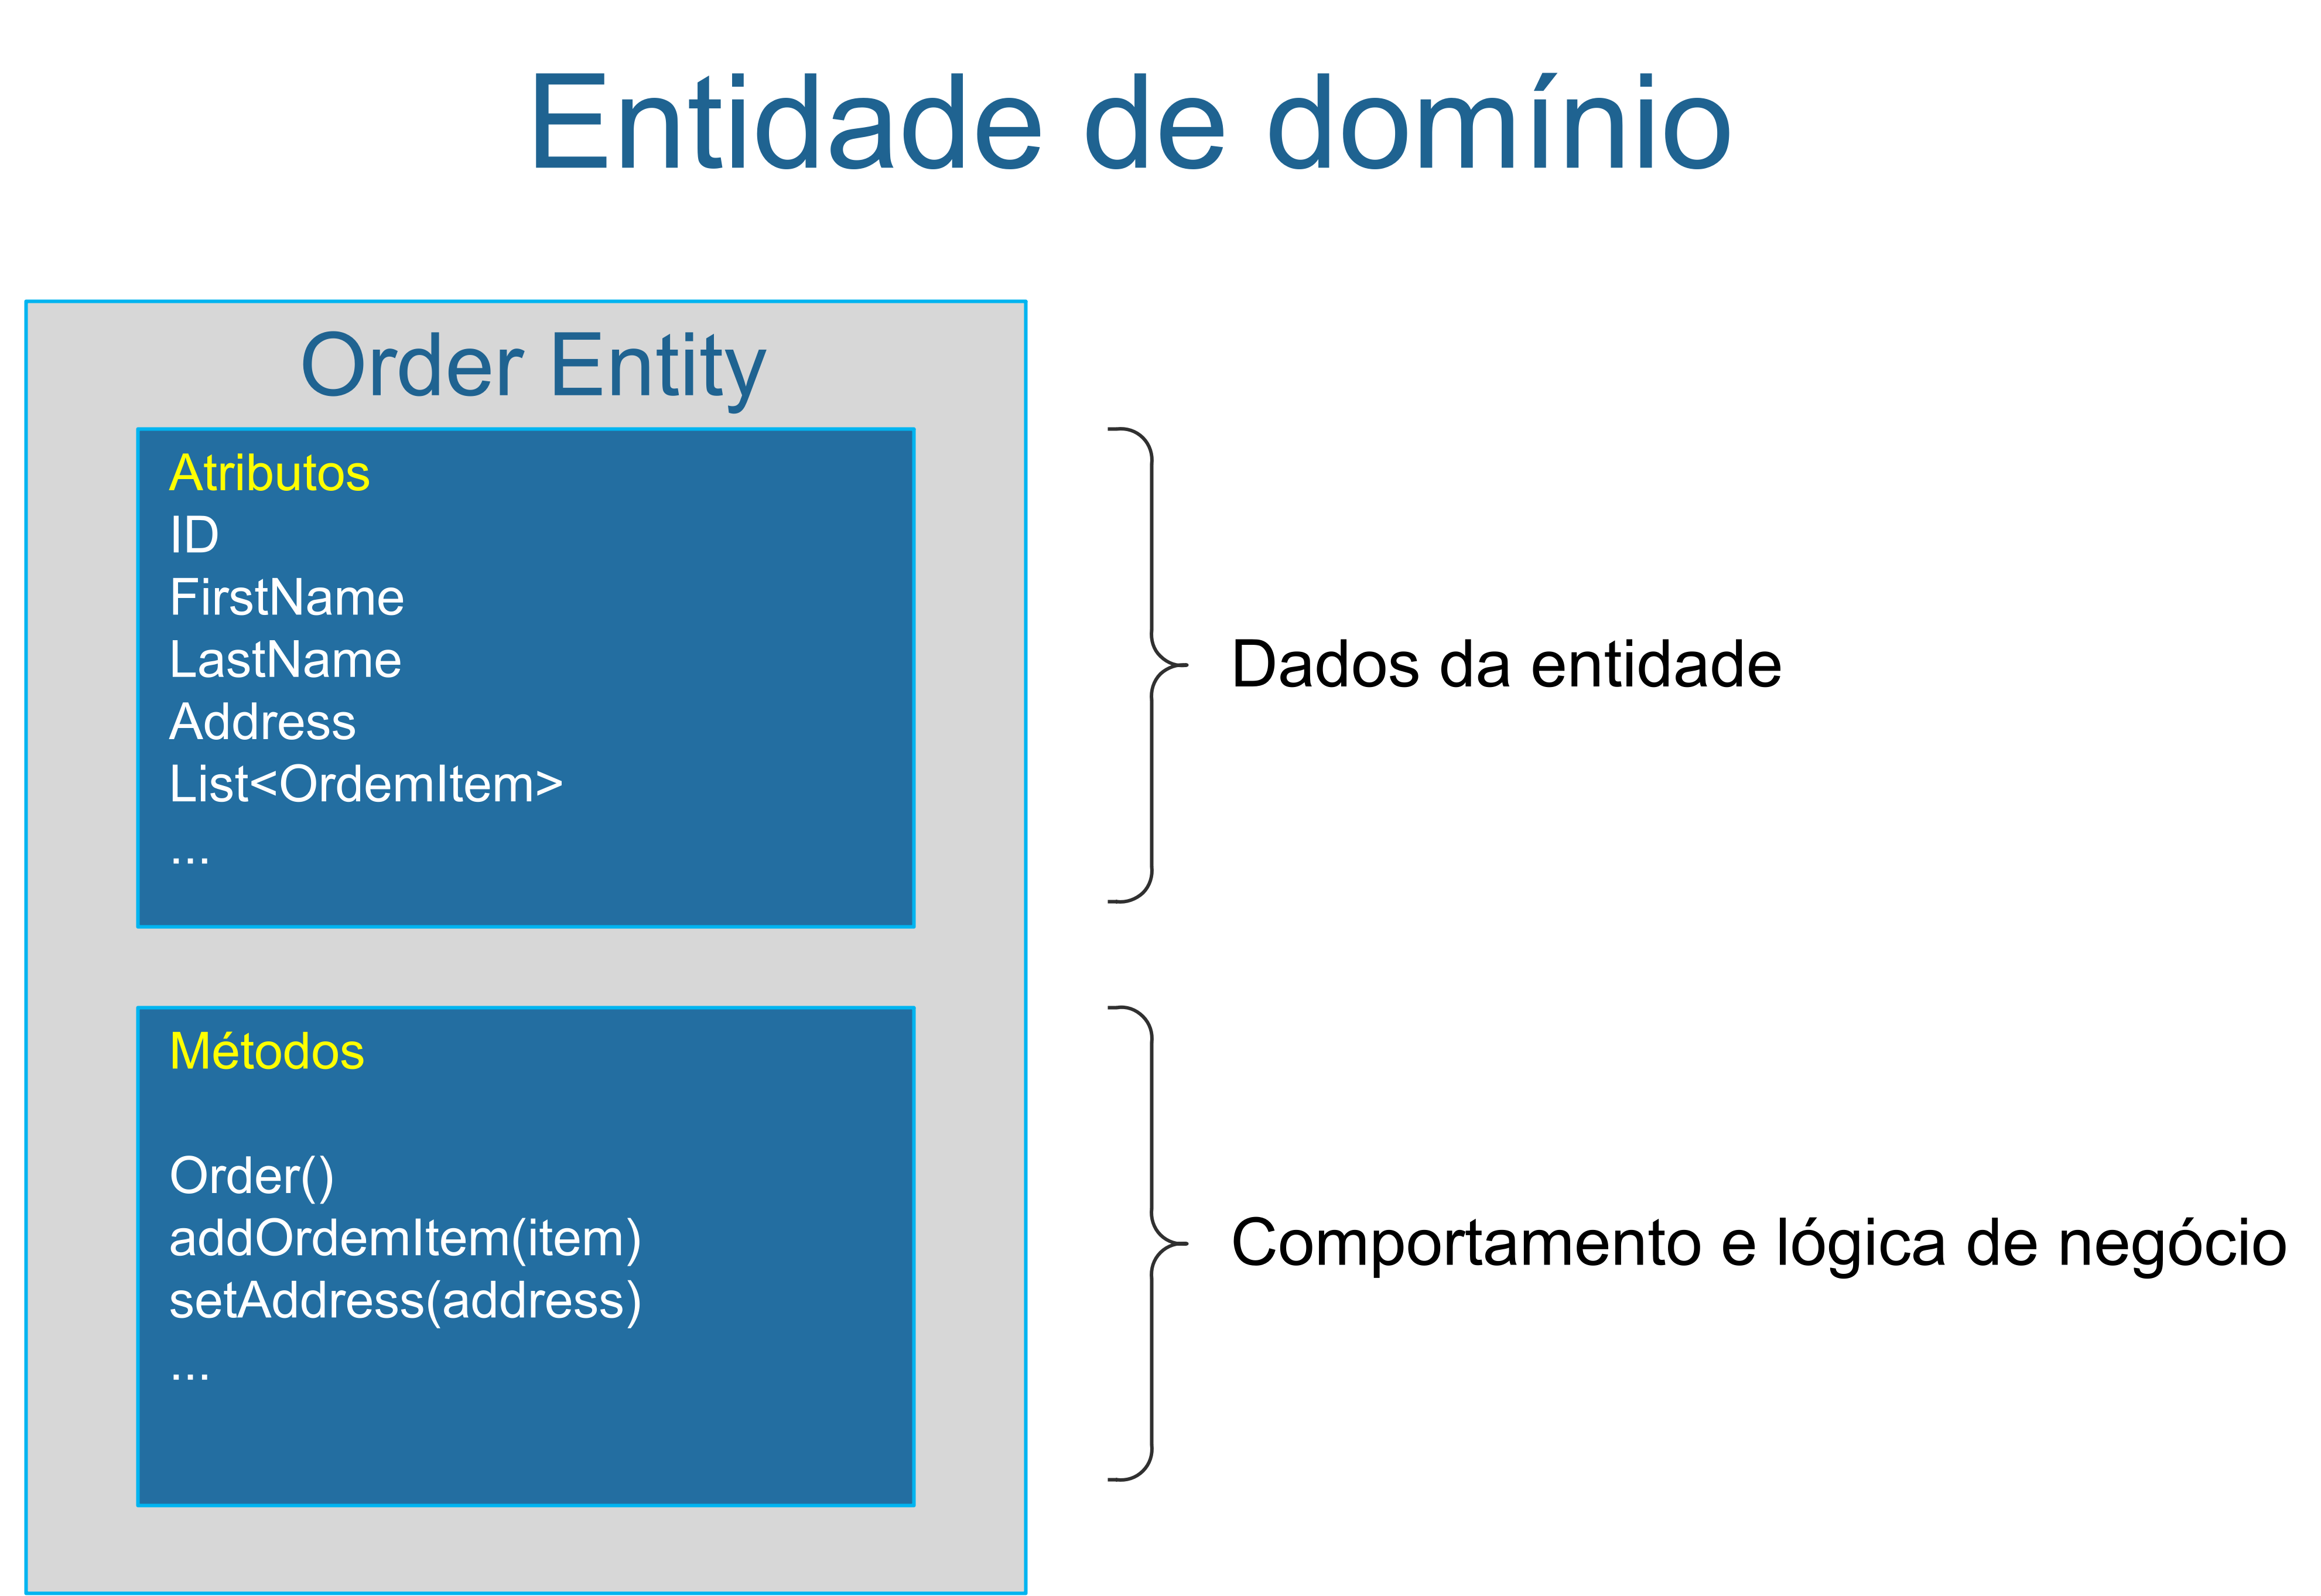 Entidade de domínio
Order Entity
Atributos
ID
FirstName
LastName
Address
List<OrdemItem>
...
Dados da entidade
Métodos
Order()
addOrdemItem(item)
setAddress(address)
...
Comportamento e lógica de negócio